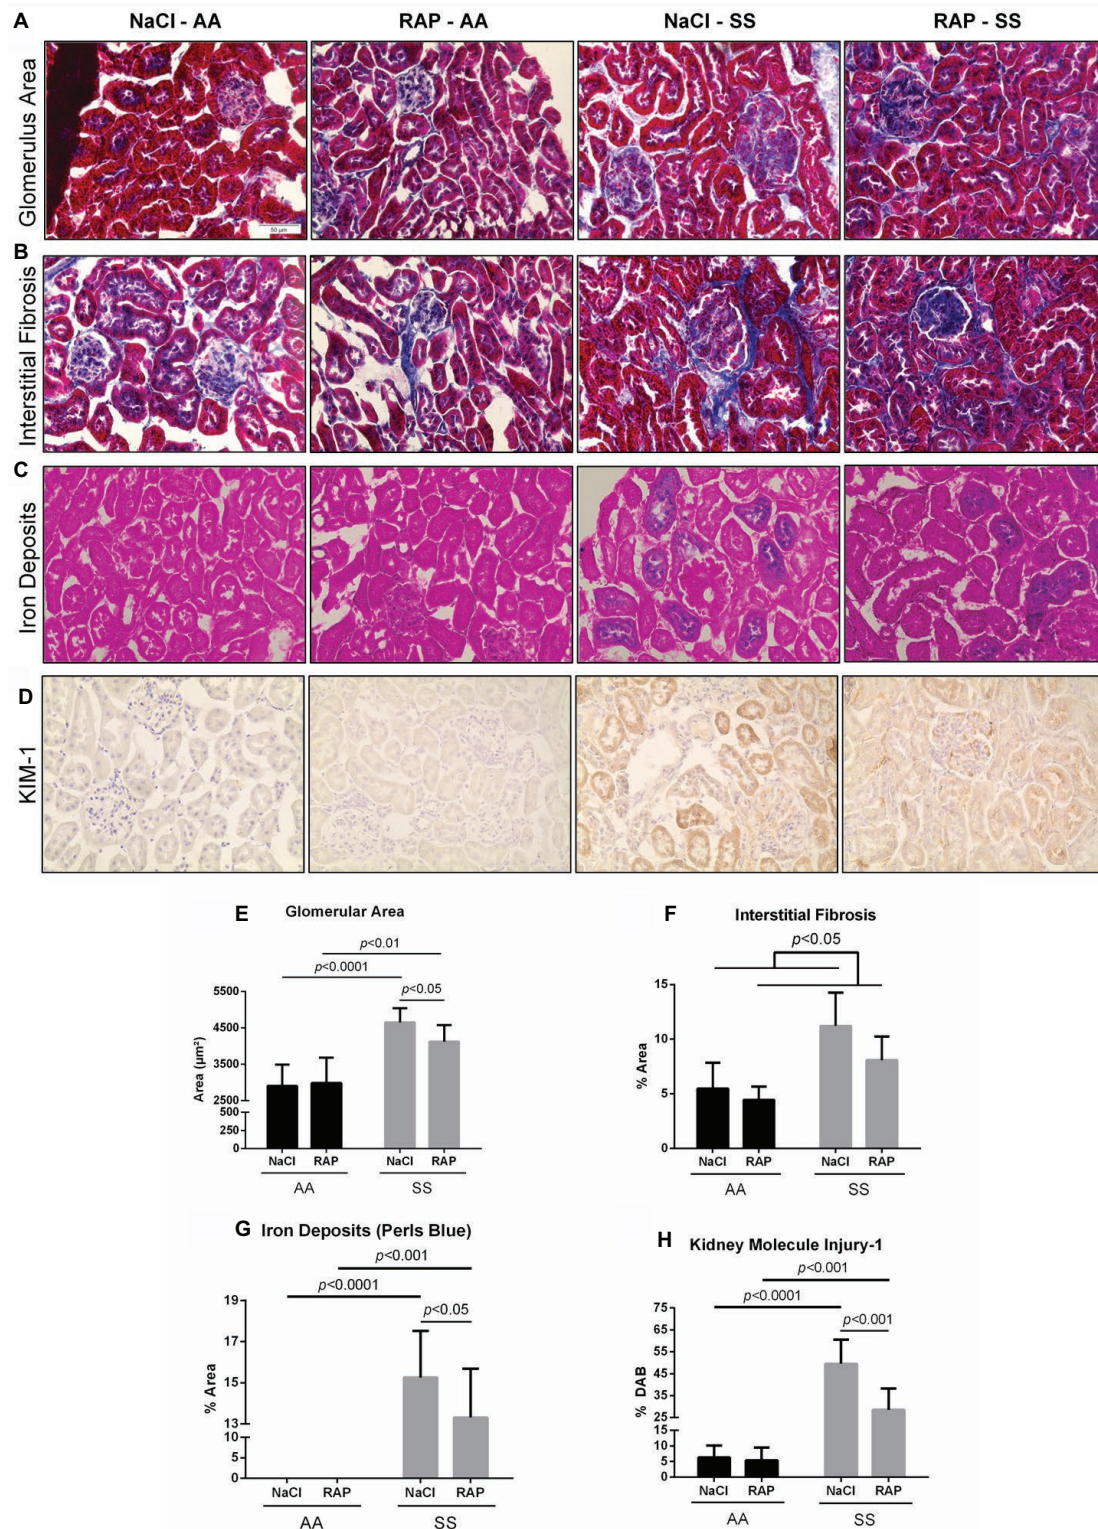 A NaCl - AA RAP - AA NaCl - SS RAP - SS
Glomerulus Area
50 µm
B
Interstitial Fibrosis
C
Iron Deposits
D
KIM-1
E Glomerular Area
p<0.01
p<0.0001
p<0.05
Area (µm²)
5500
4500
3500
2500
500
0
NaCl RAP NaCl RAP
AA SS
F Interstitial Fibrosis
p<0.05
% Area
15
10
5
0
NaCl RAP NaCl RAP
AA SS
G Iron Deposits (Perls Blue)
p<0.001
p<0.0001
p<0.05
% Area
19
17
15
13
10
5
0
NaCl RAP NaCl RAP
AA SS
H Kidney Molecule Injury-1
p<0.001
p<0.0001
p<0.001
% DAB
75
65
55
45
35
25
15
10
5
0
NaCl RAP NaCl RAP
AA SS